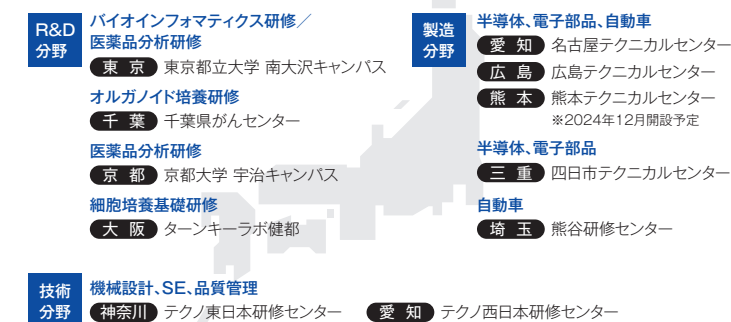 R&D
分野
バイオインフォマティクス研修／
医薬品分析研修
東 京 東京都立大学 南大沢キャンパス
オルガノイド培養研修
千 葉 千葉県がんセンター
医薬品分析研修
京 都 京都大学 宇治キャンパス
細胞培養基礎研修
大 阪 ターンキーラボ健都
製造
分野
半導体、電子部品、自動車
愛 知 名古屋テクニカルセンター
広 島 広島テクニカルセンター
熊 本 熊本テクニカルセンター
※2024年12月開設予定
半導体、電子部品
三 重 四日市テクニカルセンター
自動車
埼 玉 熊谷研修センター
技術
分野
機械設計、SE、品質管理
神奈川 テクノ東日本研修センター 愛 知 テクノ西日本研修センター